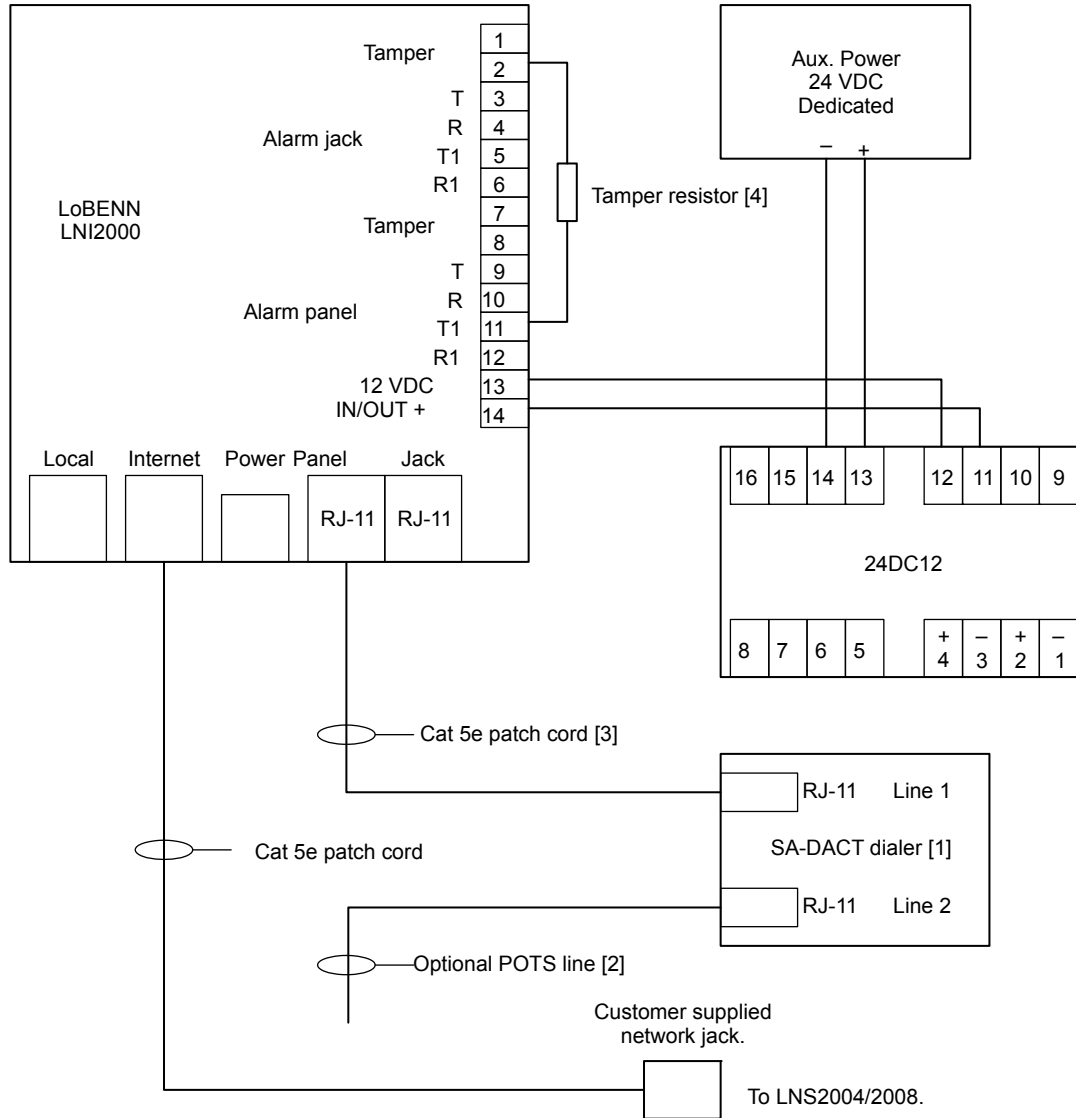 Tamper
1
2
T 3
R 4
Alarm jack
T1 5
R1 6
7
Tamper
8
T 9
R 10
Alarm panel
T1 11
R1 12
12 VDC 13
IN/OUT + 14
LoBENN
LNI2000
Tamper resistor [4]
Aux. Power
24 VDC
Dedicated
– +
Local Internet Power Panel Jack
RJ-11 RJ-11
16 15 14 13 12 11 10 9
24DC12
+ – + –
8 7 6 5 4 3 2 1
Cat 5e patch cord [3]
RJ-11 Line 1
SA-DACT dialer [1]
RJ-11 Line 2
Cat 5e patch cord
Optional POTS line [2]
Customer supplied
network jack.
To LNS2004/2008.